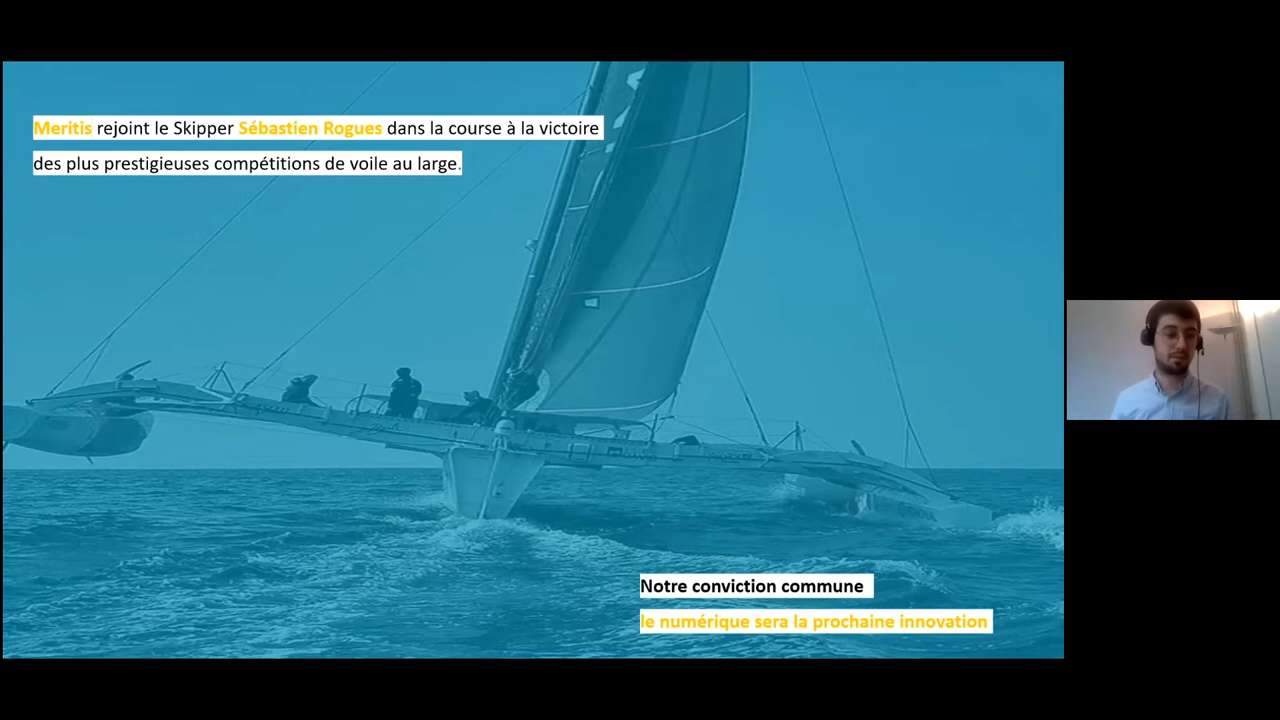 Meritis rejoint le Skipper Sébastien Rogues dans la course à la victoire
des plus prestigieuses compétitions de voile au large.
Notre conviction commune
le numérique sera la prochaine innovation